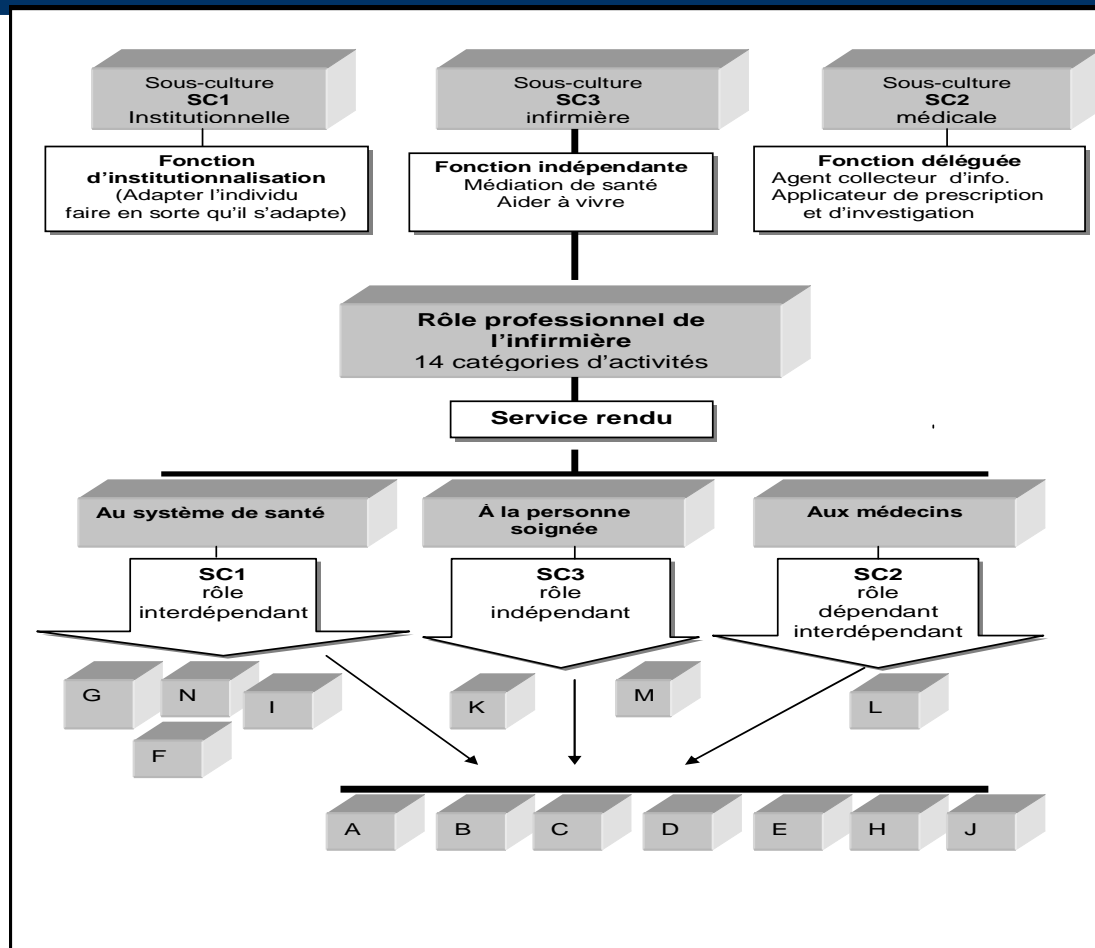 Sous-culture
SC1
Institutionnelle
Sous-culture
SC3
infirmière
Sous-culture
SC2
médicale
Fonction
d’institutionnalisation
(Adapter l’individu
faire en sorte qu’il s’adapte)
Fonction indépendante
Médiation de santé
Aider à vivre
Fonction déléguée
Agent collecteur d’info.
Applicateur de prescription
et d’investigation
Rôle professionnel de
l’infirmière
14 catégories d’activités
Service rendu
Au système de santé
À la personne
soignée
Aux médecins
SC1
rôle
interdépendant
SC3
rôle
indépendant
SC2
rôle
dépendant
interdépendant
G
N
I
F
K
M
L
A
B
C
D
E
H
J